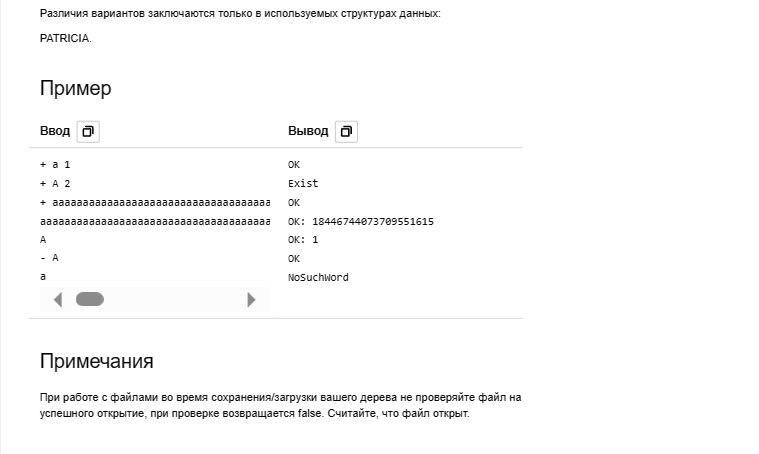 Различия вариантов заключаются только в используемых структурах данных:
PATRICIA.
Пример
Ввод Вывод
+ a 1 OK
+ A 2 Exist
+ aaaaaaaaaaaaaaaaaaaaaaaaaaaaaaaaaaaa OK
aaaaaaaaaaaaaaaaaaaaaaaaaaaaaaaaaaaaaa OK: 18446744073709551615
A OK: 1
- A OK
a NoSuchWord
Примечания
При работе с файлами во время сохранения/загрузки вашего дерева не проверяйте файл на
успешного открытие, при проверке возвращается false. Считайте, что файл открыт.